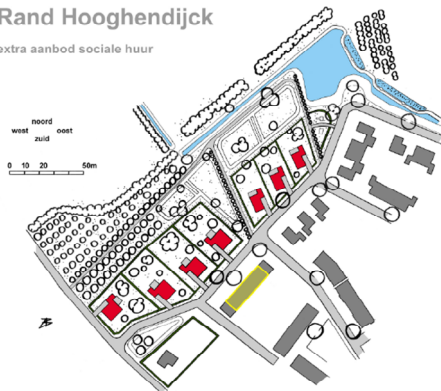 Rand Hooghendijck
extra aanbod sociale huur
noord
west oost
zuid
0 10 20 50m